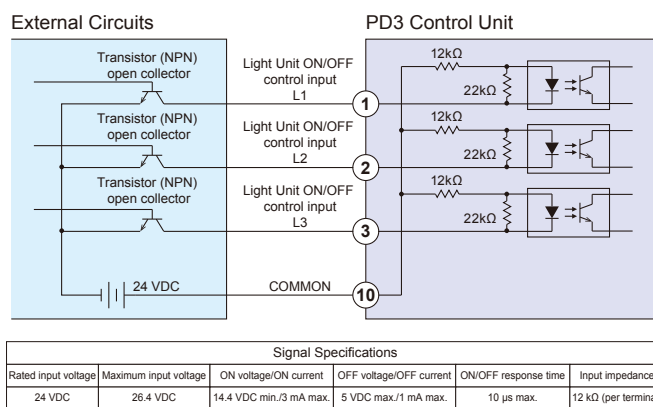 External Circuits
PD3 Control Unit
Transistor (NPN)
open collector
Light Unit ON/OFF
control input
L1
1
12kΩ
22kΩ
Transistor (NPN)
open collector
Light Unit ON/OFF
control input
L2
2
12kΩ
22kΩ
Transistor (NPN)
open collector
Light Unit ON/OFF
control input
L3
3
12kΩ
22kΩ
24 VDC
COMMON
10
Signal Specifications
Rated input voltage Maximum input voltage ON voltage/ON current OFF voltage/OFF current ON/OFF response time Input impedance
24 VDC 26.4 VDC 14.4 VDC min./3 mA max. 5 VDC max./1 mA max. 10 µs max. 12 kΩ (per